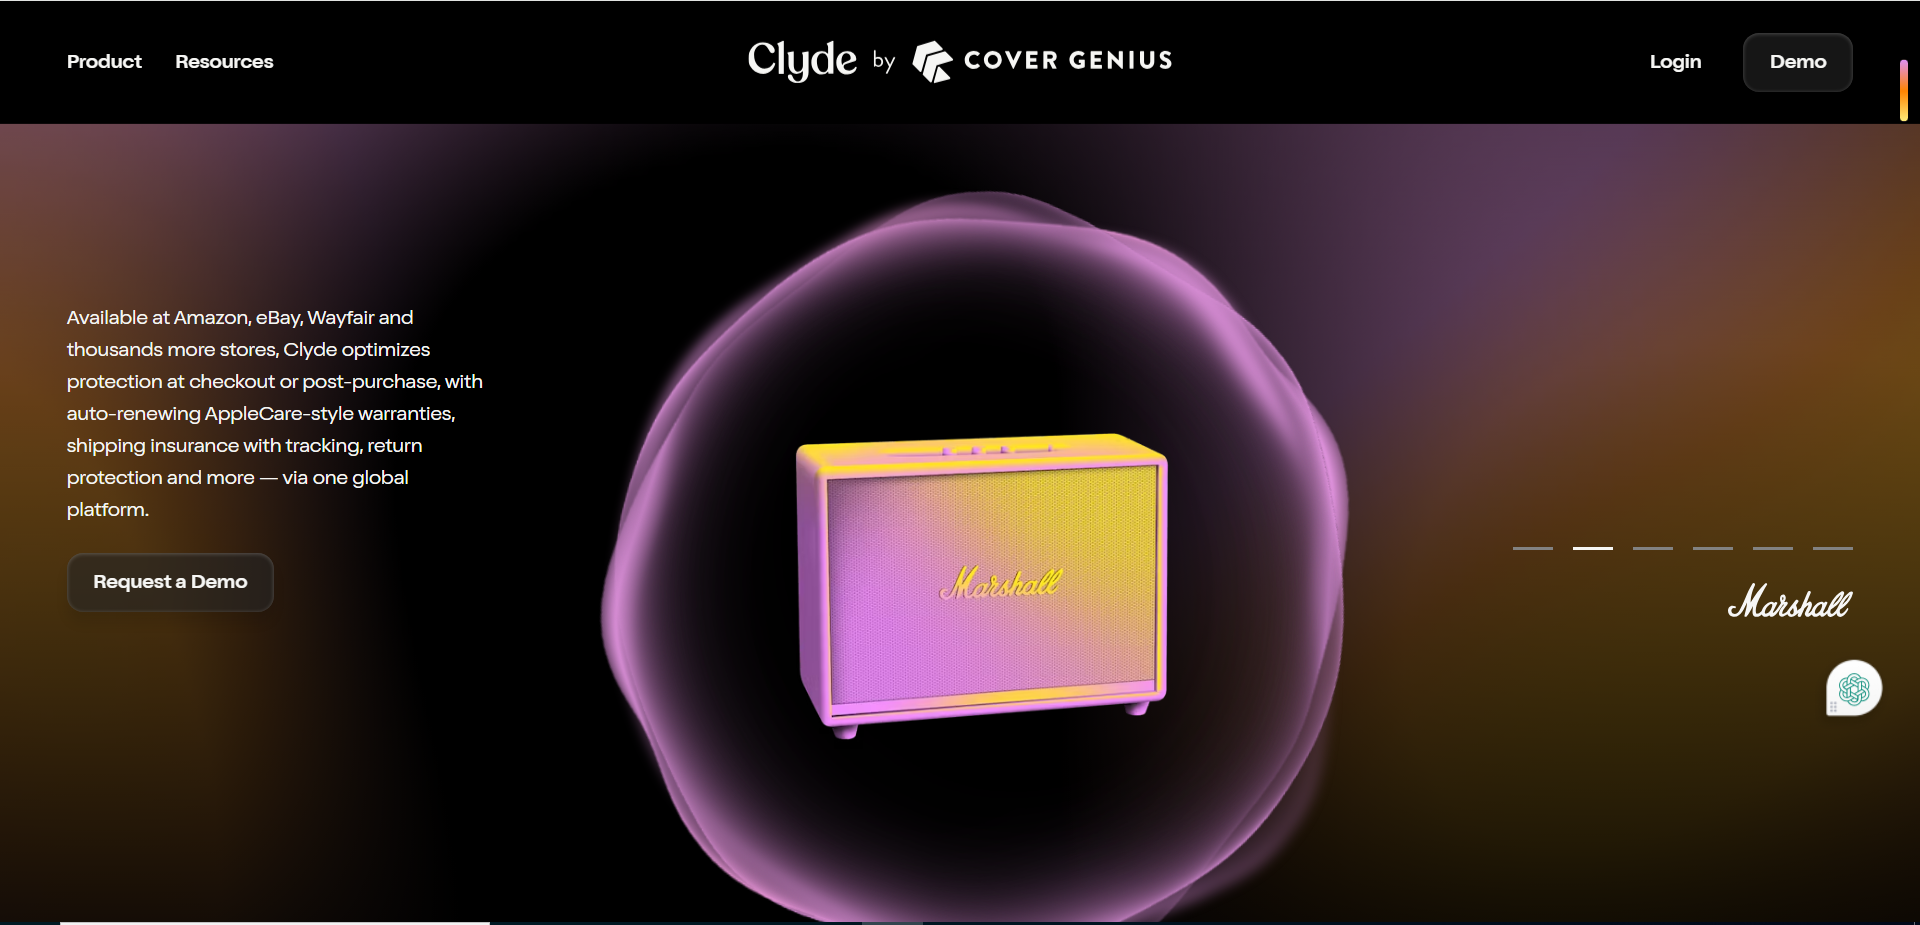 Product Resources
Clyde by COVER GENIUS
Login Demo
Available at Amazon, eBay, Wayfair and
thousands more stores, Clyde optimizes
protection at checkout or post-purchase, with
auto-renewing AppleCare-style warranties,
shipping insurance with tracking, return
protection and more — via one global
platform.
Request a Demo
Marshall
Marshall